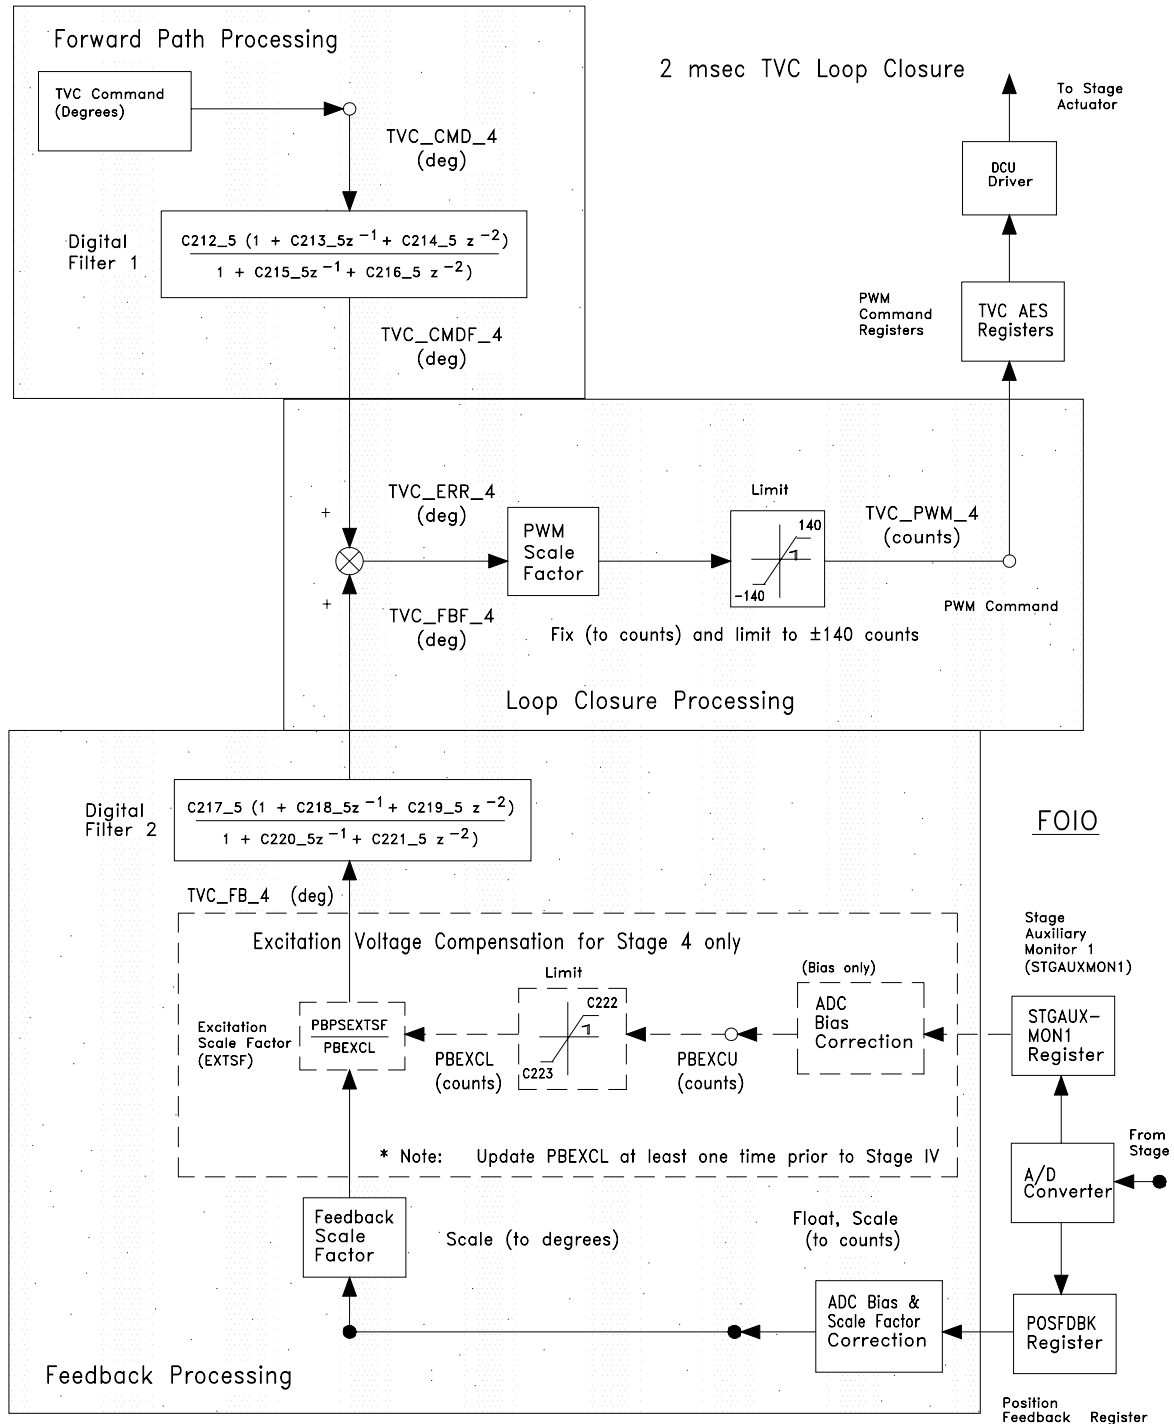 Forward Path Processing
TVC Command
(Degrees)
TVC_CMD_4
(deg)
Digital
Filter 1
C212_5 (1 + C213_5z⁻¹ + C214_5 z⁻²)
1 + C215_5z⁻¹ + C216_5 z⁻²)
TVC_CMDF_4
(deg)
2 msec TVC Loop Closure
To Stage
Actuator
DCU
Driver
PWM
Command
Registers
TVC AES
Registers
+
TVC_ERR_4
(deg)
PWM
Scale
Factor
Limit
140
1
-140
TVC_PWM_4
(counts)
PWM Command
+
TVC_FBF_4
(deg)
Fix (to counts) and limit to ±140 counts
Loop Closure Processing
Digital
Filter 2
C217_5 (1 + C218_5z⁻¹ + C219_5 z⁻²)
1 + C220_5z⁻¹ + C221_5 z⁻²)
TVC_FB_4 (deg)
Excitation Voltage Compensation for Stage 4 only
Excitation
Scale Factor
(EXTSF)
PBPSEXTSF
PBEXCL
PBEXCL
(counts)
Limit
C222
1
C223
PBEXCU
(counts)
(Bias only)
ADC
Bias
Correction
* Note: Update PBEXCL at least one time prior to Stage IV
FOIO
Stage
Auxiliary
Monitor 1
(STGAUXMON1)
STGAUX-
MON1
Register
From
Stage
A/D
Converter
Feedback
Scale
Factor
Scale (to degrees)
Float, Scale
(to counts)
ADC Bias &
Scale Factor
Correction
POSFDBK
Register
Feedback Processing
Position
Feedback Register